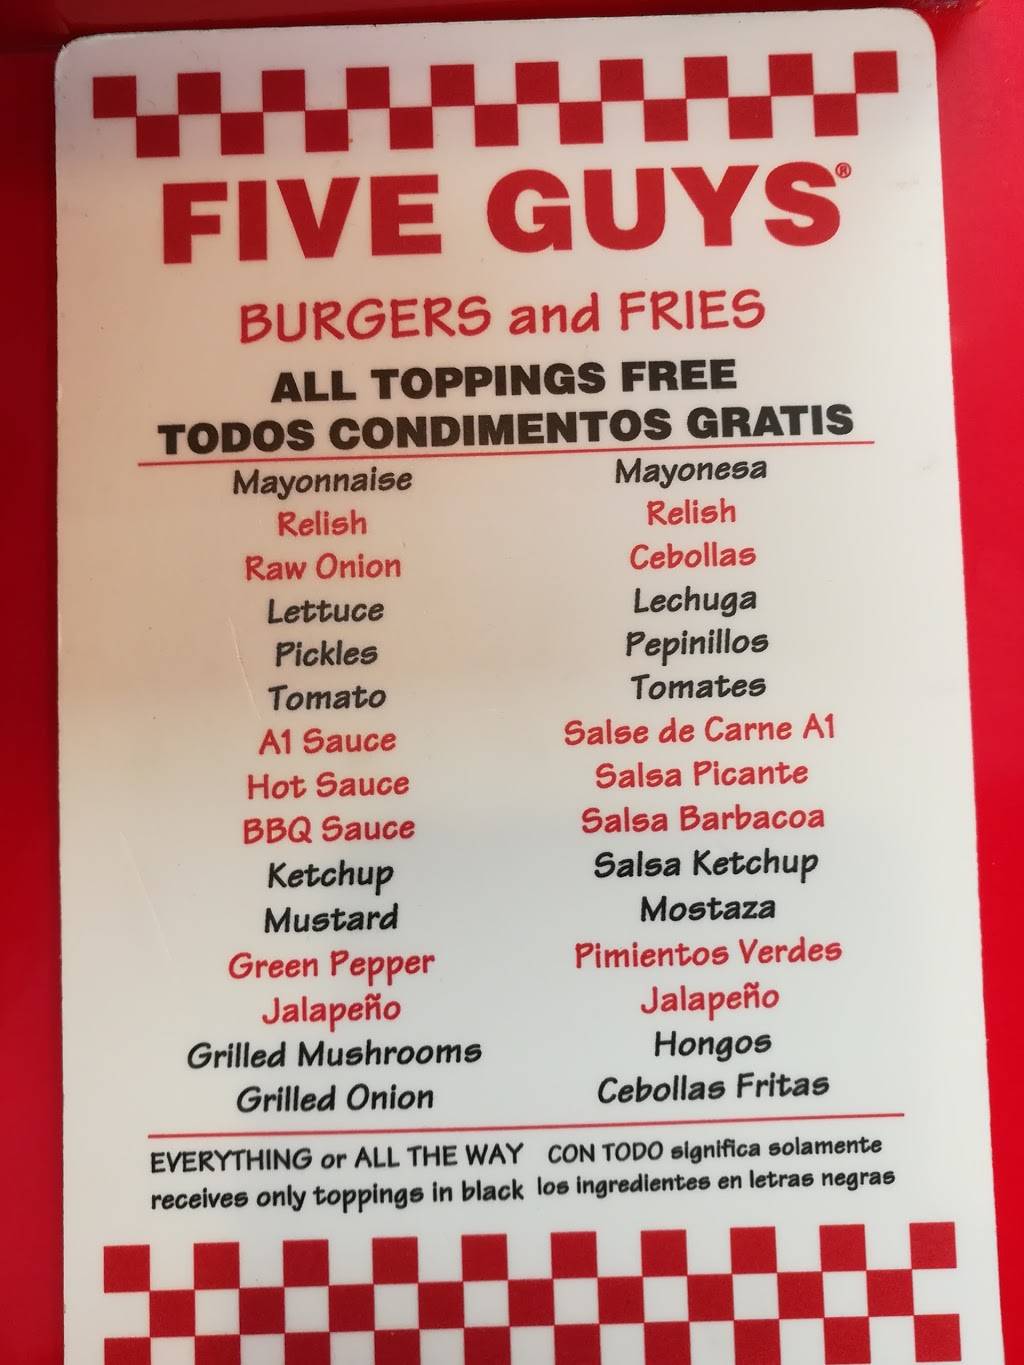 FIVE GUYS®
BURGERS and FRIES
ALL TOPPINGS FREE
TODOS CONDIMENTOS GRATIS
Mayonnaise Mayonesa
Relish Relish
Raw Onion Cebollas
Lettuce Lechuga
Pickles Pepinillos
Tomato Tomates
A1 Sauce Salse de Carne A1
Hot Sauce Salsa Picante
BBQ Sauce Salsa Barbacoa
Ketchup Salsa Ketchup
Mustard Mostaza
Green Pepper Pimientos Verdes
Jalapeño Jalapeño
Grilled Mushrooms Hongos
Grilled Onion Cebollas Fritas
EVERYTHING or ALL THE WAY
receives only toppings in black
CON TODO significa solamente
los ingredientes en letras negras